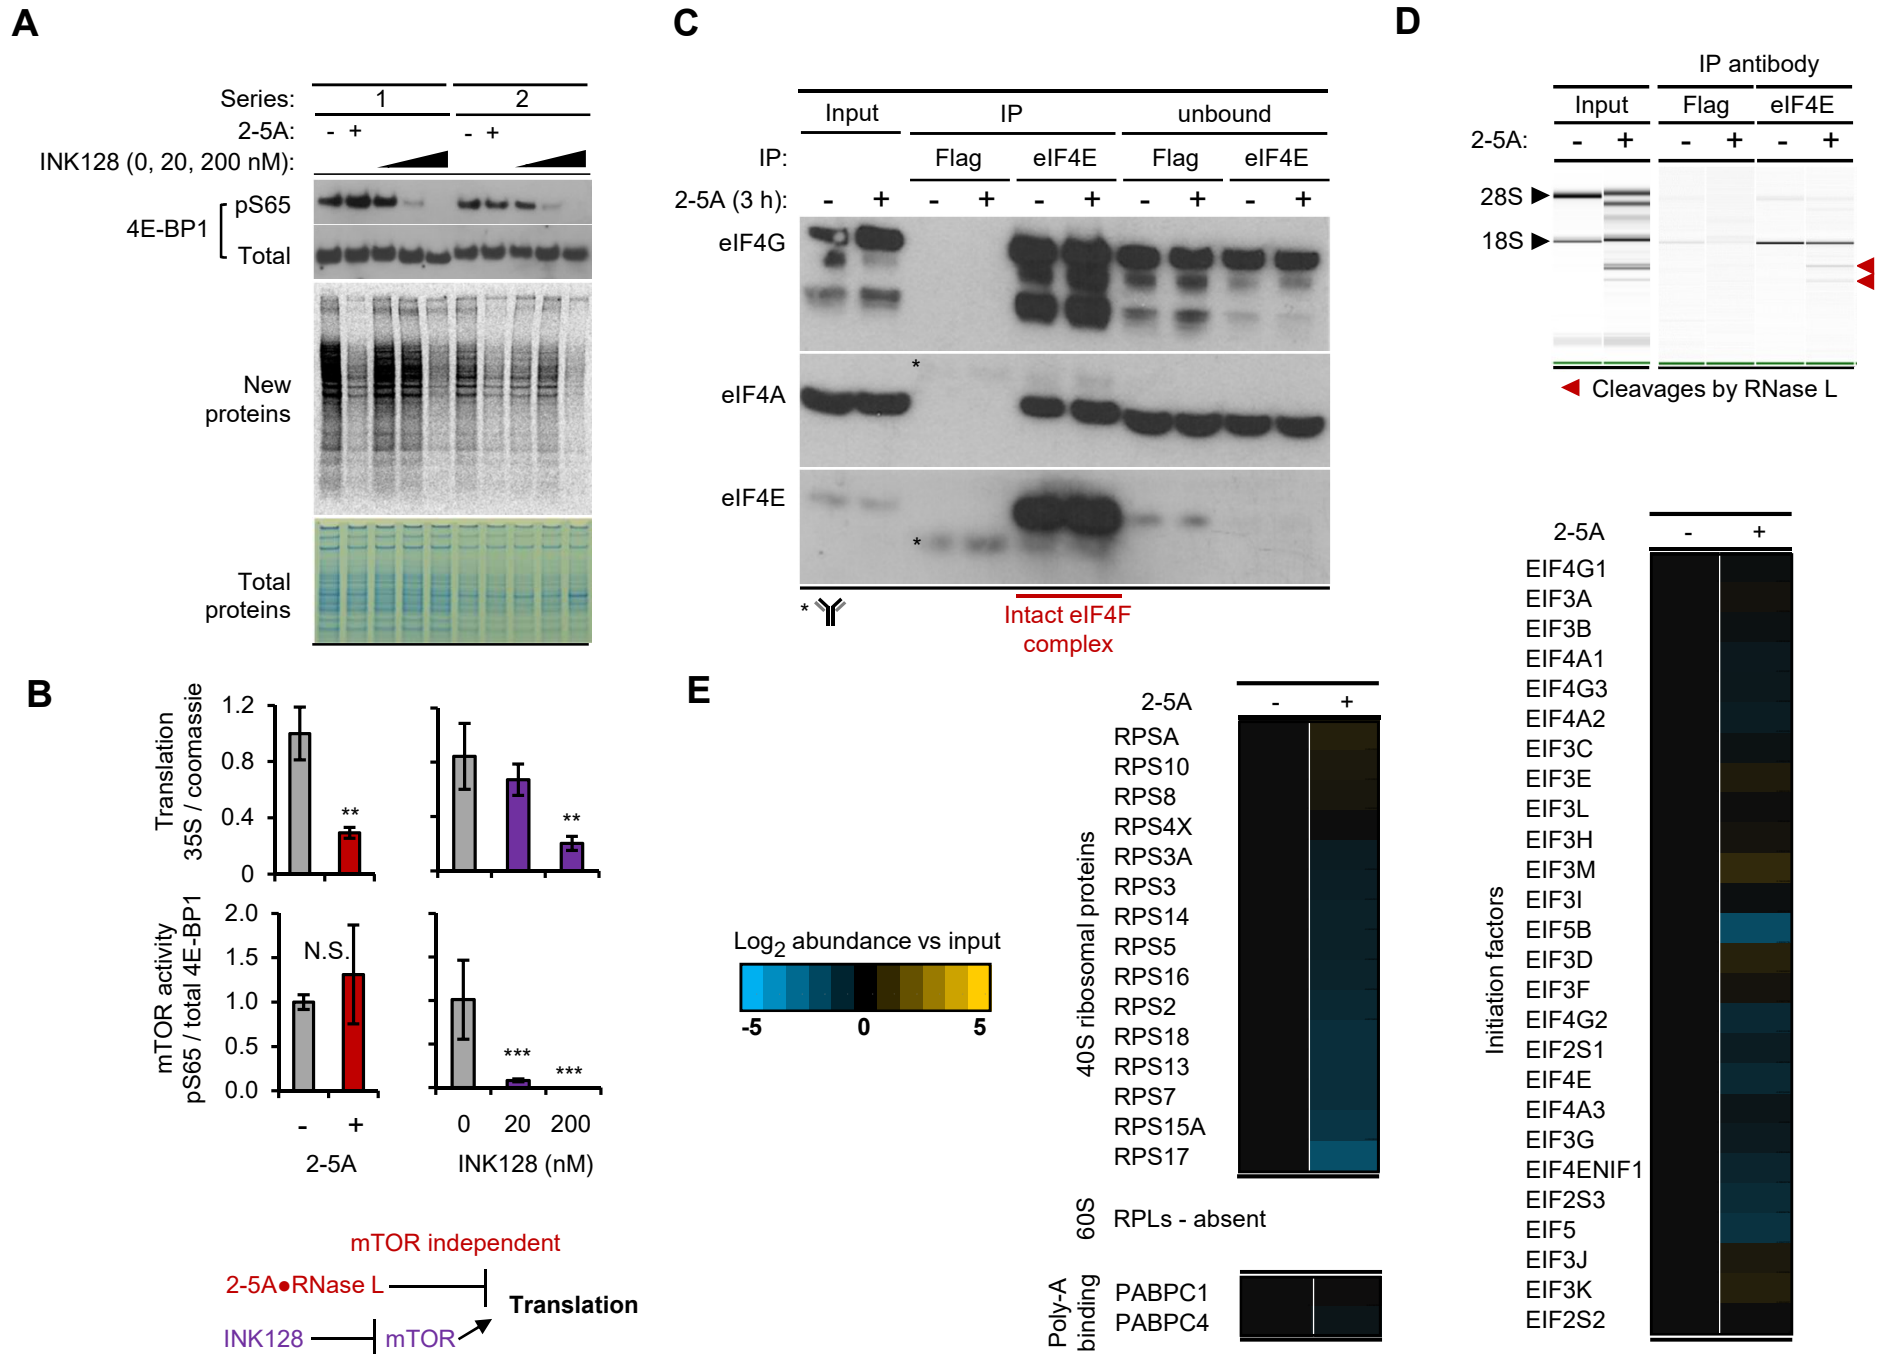 A
Series: 1 2
2-5A: - + - +
INK128 (0, 20, 200 nM):
4E-BP1
pS65
Total
New
proteins
Total
proteins
B
Translation
35S / coomassie
1.2
0.8
0.4
0
**
**
mTOR activity
pS65 / total 4E-BP1
2.0
1.5
1.0
0.5
0.0
N.S.
***
***
- +
2-5A
0 20 200
INK128 (nM)
mTOR independent
2-5A●RNase L
Translation
INK128 mTOR
C
Input IP unbound
IP: Flag eIF4E Flag eIF4E
2-5A (3 h): - + - + - + - + - +
eIF4G
eIF4A
*
eIF4E
*
*
Intact eIF4F
complex
D
IP antibody
Input Flag eIF4E
2-5A: - + - + - +
28S
18S
Cleavages by RNase L
E
Log2 abundance vs input
-5 0 5
2-5A - +
40S ribosomal proteins
RPSA
RPS10
RPS8
RPS4X
RPS3A
RPS3
RPS14
RPS5
RPS16
RPS2
RPS18
RPS13
RPS7
RPS15A
RPS17
60S
RPLs - absent
Poly-A
binding
PABPC1
PABPC4
2-5A - +
Initiation factors
EIF4G1
EIF3A
EIF3B
EIF4A1
EIF4G3
EIF4A2
EIF3C
EIF3E
EIF3L
EIF3H
EIF3M
EIF3I
EIF5B
EIF3D
EIF3F
EIF4G2
EIF2S1
EIF4E
EIF4A3
EIF3G
EIF4ENIF1
EIF2S3
EIF5
EIF3J
EIF3K
EIF2S2